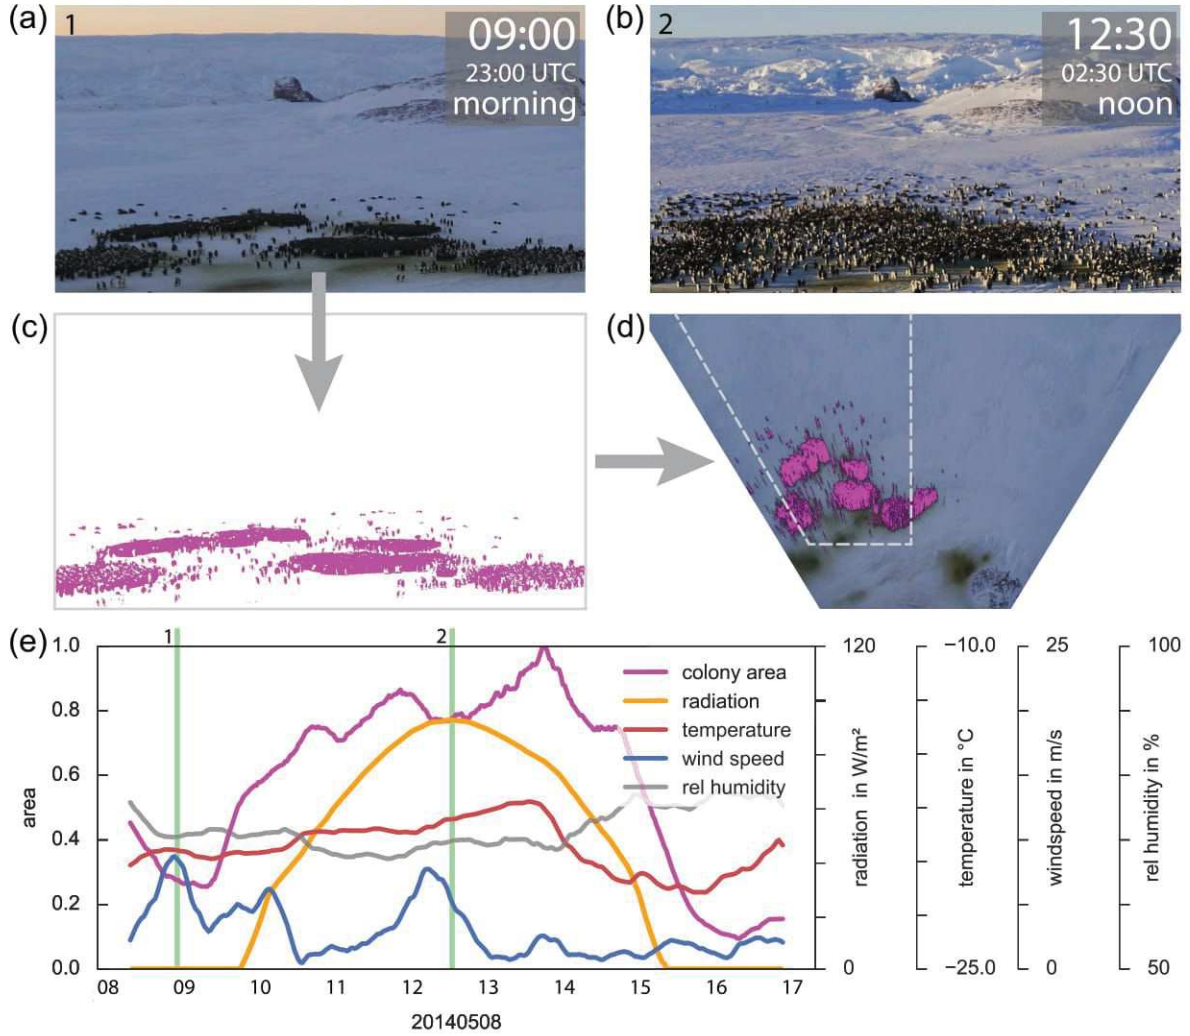 (a)
1
09:00
23:00 UTC
morning
(b)
2
12:30
02:30 UTC
noon
(c)
(d)
(e)
1
2
1.0
0.8
0.6
0.4
0.2
0.0
area
colony area
radiation
temperature
wind speed
rel humidity
08 09 10 11 12 13 14 15 16 17
20140508
120
0
radiation in W/m²
−10.0
−25.0
temperature in °C
25
0
windspeed in m/s
100
50
rel humidity in %